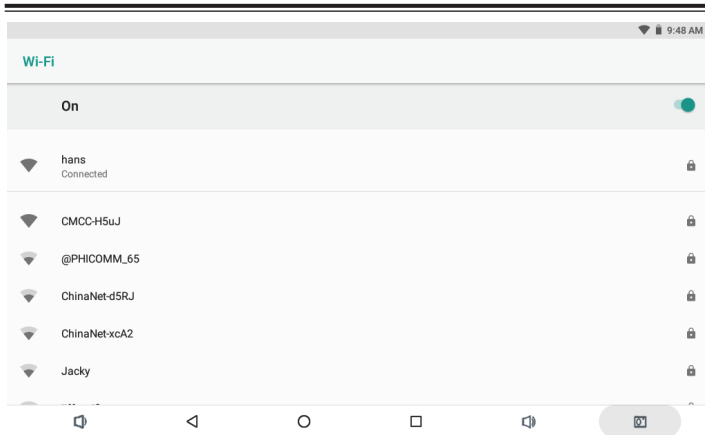 9:48 AM
Wi-Fi
On
hans
Connected
CMCC-H5uJ
@PHICOMM_65
ChinaNet-d5RJ
ChinaNet-xcA2
Jacky